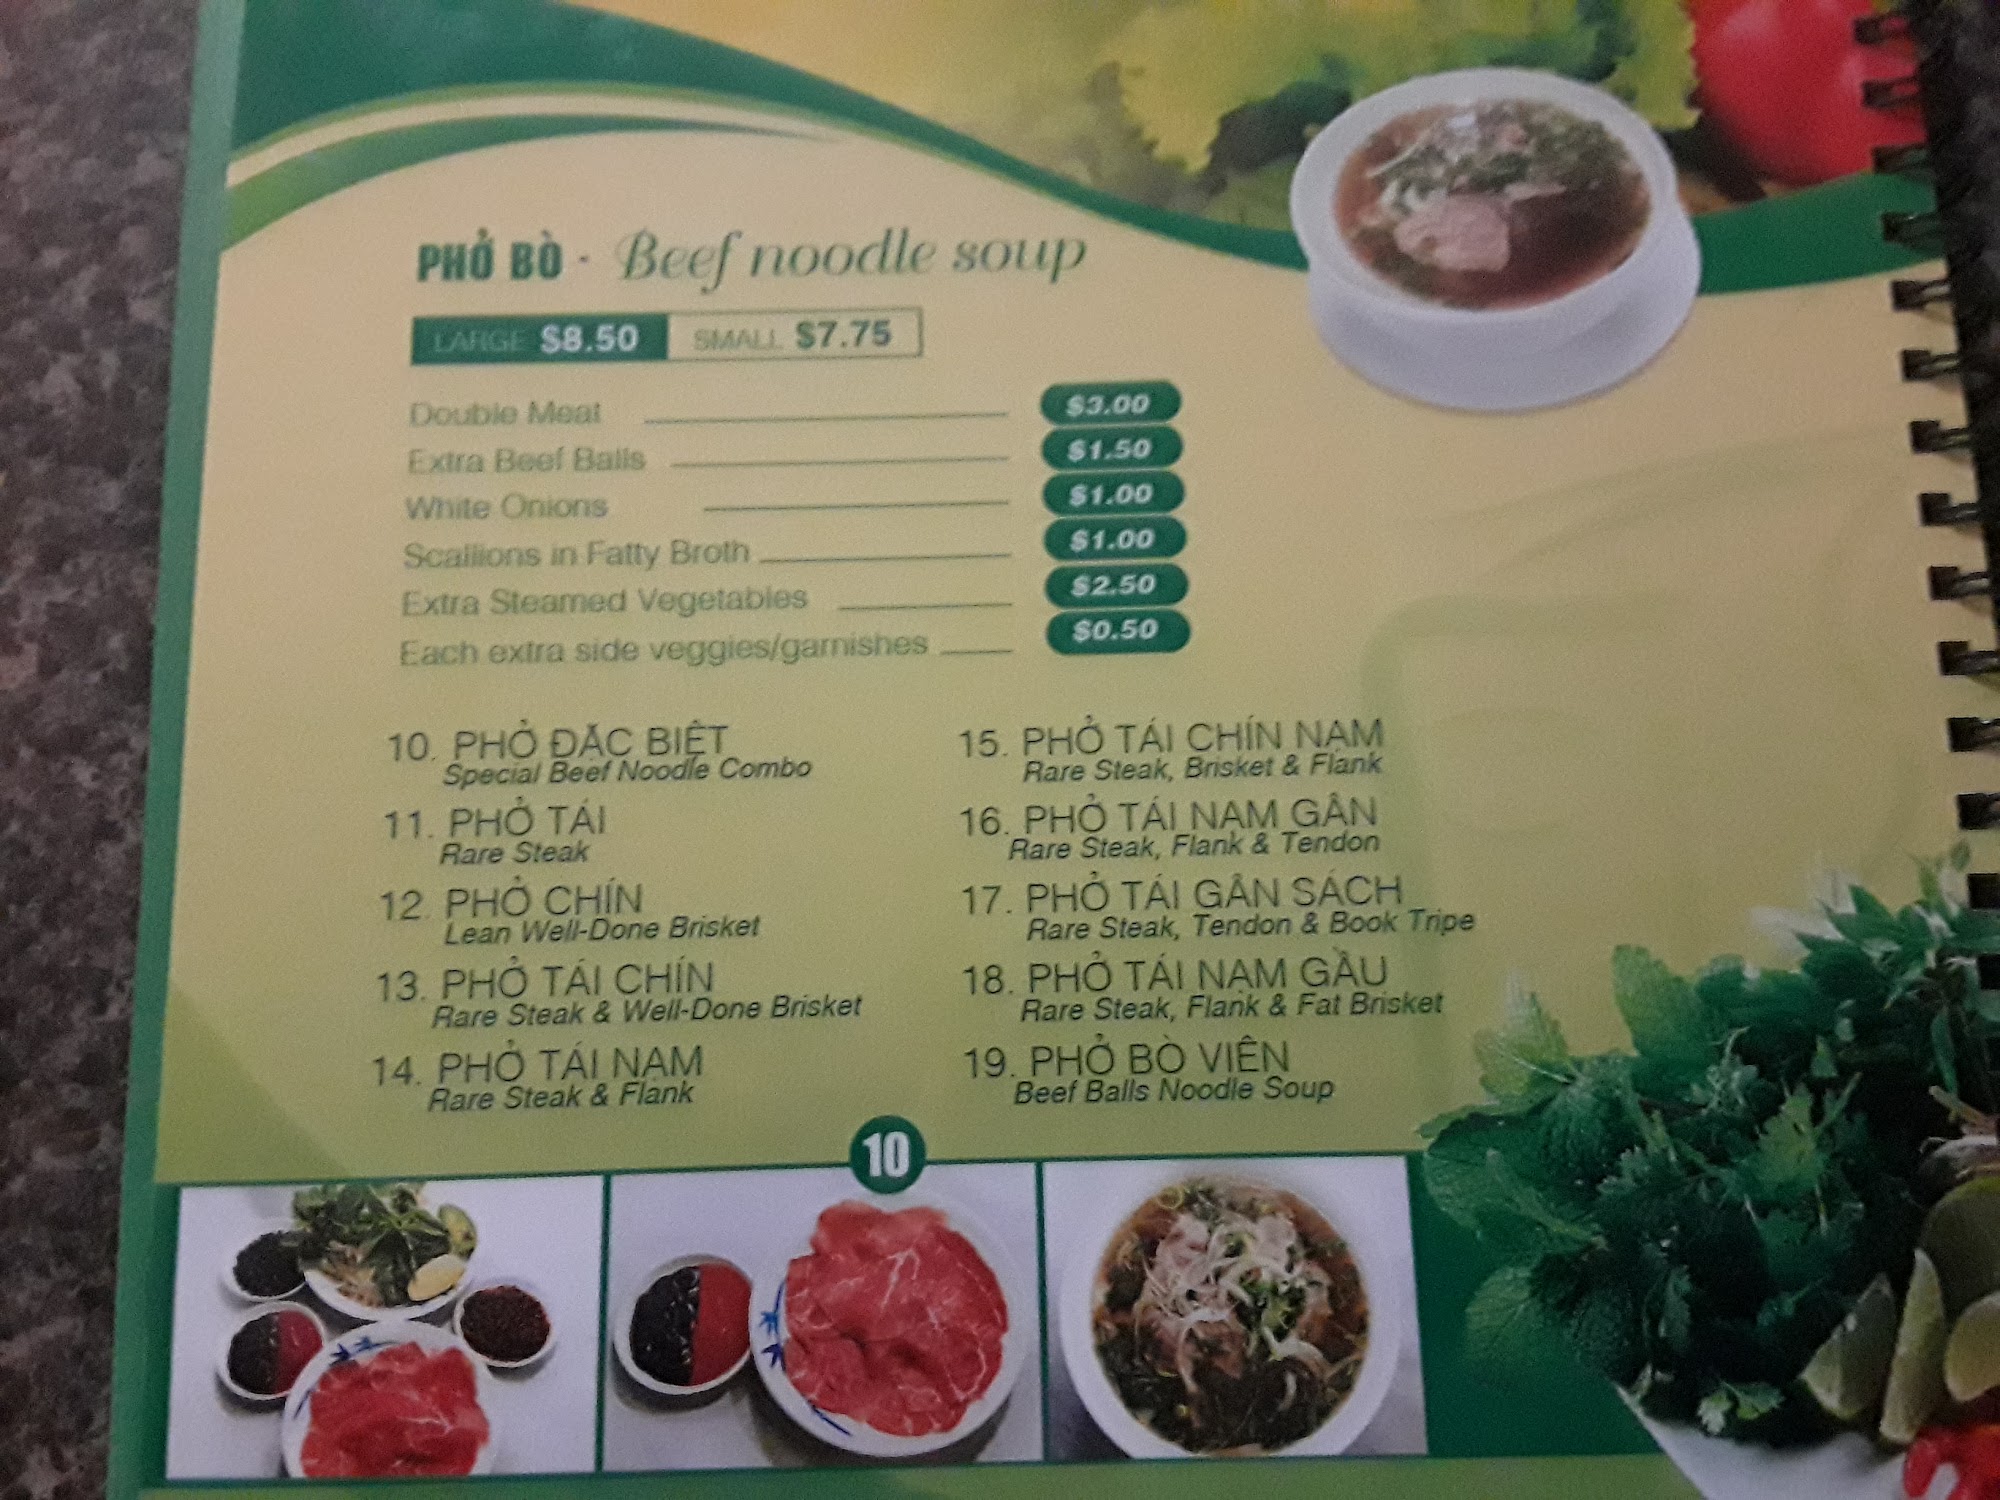 PHỞ BÒ · Beef noodle soup
LARGE $8.50 SMALL $7.75
Double Meat $3.00
Extra Beef Balls $1.50
White Onions $1.00
Scallions in Fatty Broth $1.00
Extra Steamed Vegetables $2.50
Each extra side veggies/garnishes $0.50
10. PHỞ ĐẶC BIỆT
Special Beef Noodle Combo
11. PHỞ TÁI
Rare Steak
12. PHỞ CHÍN
Lean Well-Done Brisket
13. PHỞ TÁI CHÍN
Rare Steak & Well-Done Brisket
14. PHỞ TÁI NẠM
Rare Steak & Flank
15. PHỞ TÁI CHÍN NẠM
Rare Steak, Brisket & Flank
16. PHỞ TÁI NẠM GÂN
Rare Steak, Flank & Tendon
17. PHỞ TÁI GÂN SÁCH
Rare Steak, Tendon & Book Tripe
18. PHỞ TÁI NẠM GẦU
Rare Steak, Flank & Fat Brisket
19. PHỞ BÒ VIÊN
Beef Balls Noodle Soup
10